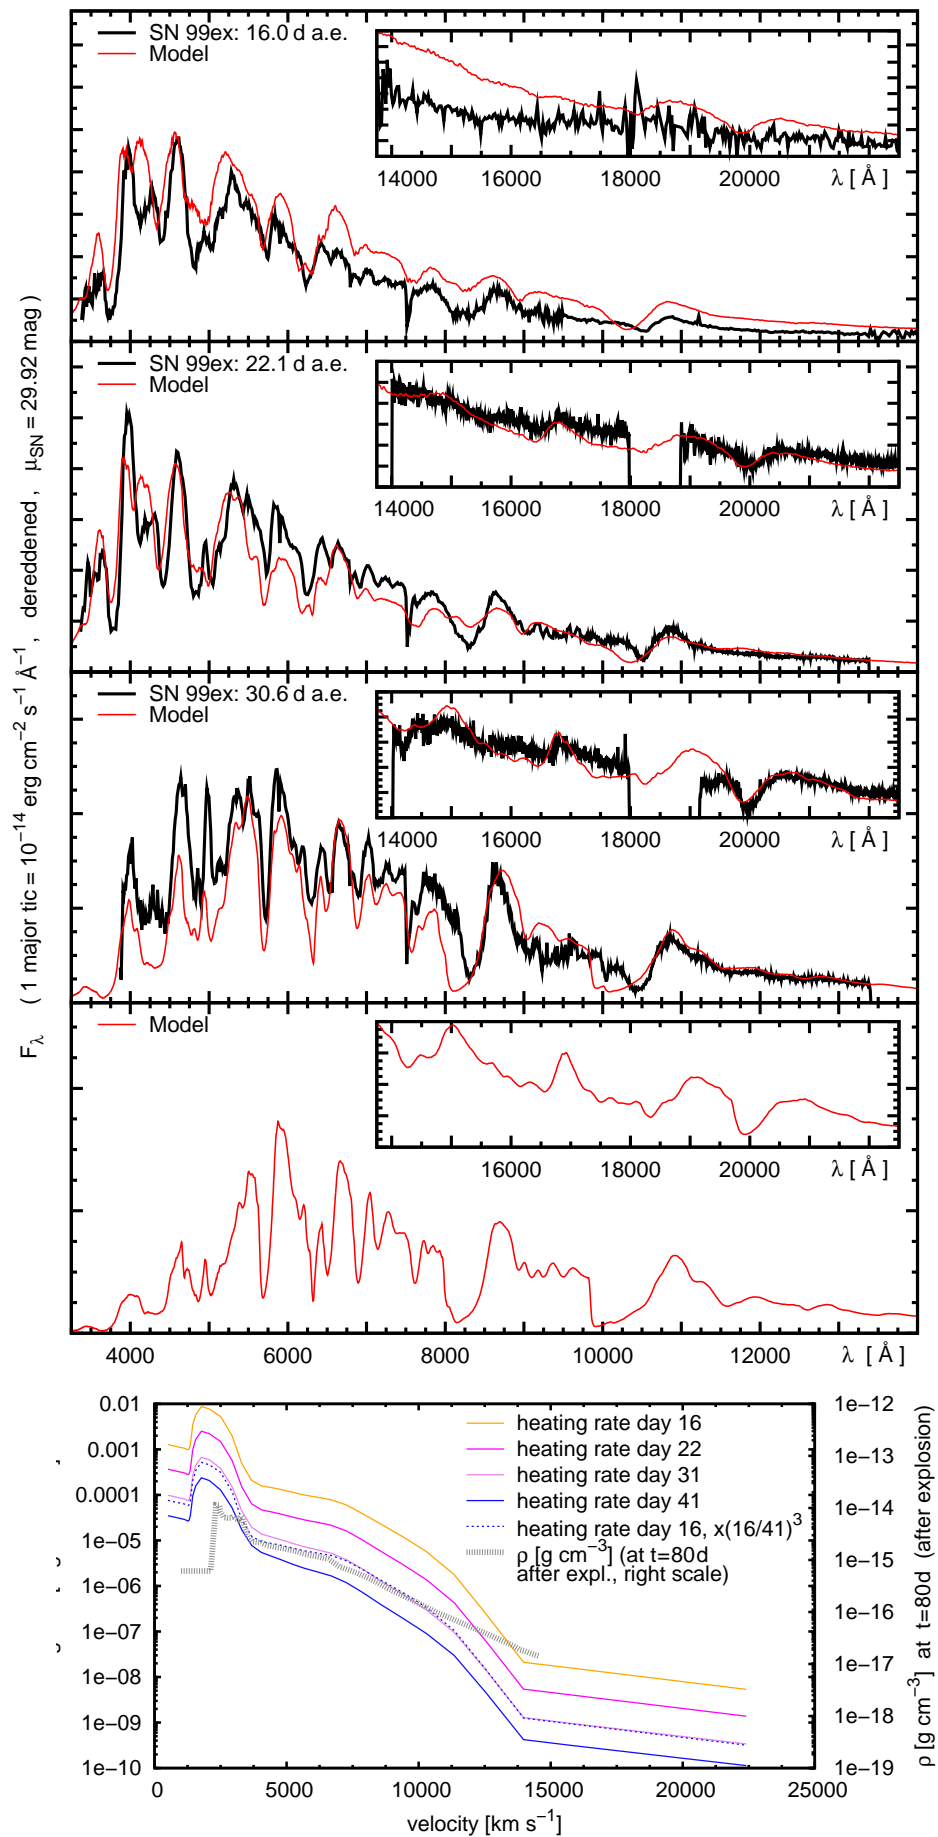 SN 99ex: 16.0 d a.e.
Model
14000 16000 18000 20000 λ [ Å ]
SN 99ex: 22.1 d a.e.
Model
14000 16000 18000 20000 λ [ Å ]
SN 99ex: 30.6 d a.e.
Model
14000 16000 18000 20000 λ [ Å ]
Model
16000 18000 20000 λ [ Å ]
F_λ ( 1 major tic = 10⁻¹⁴ erg cm⁻² s⁻¹ Å⁻¹ , dereddened , μ_SN = 29.92 mag )
4000 6000 8000 10000 12000 λ [ Å ]
0.01
0.001
0.0001
1e−05
1e−06
1e−07
1e−08
1e−09
1e−10
heating rate day 16
heating rate day 22
heating rate day 31
heating rate day 41
heating rate day 16, x(16/41)³
ρ [g cm⁻³] (at t=80d
after expl., right scale)
1e−12
1e−13
1e−14
1e−15
1e−16
1e−17
1e−18
1e−19
ρ [g cm⁻³] at t=80d (after explosion)
0 5000 10000 15000 20000 25000
velocity [km s⁻¹]